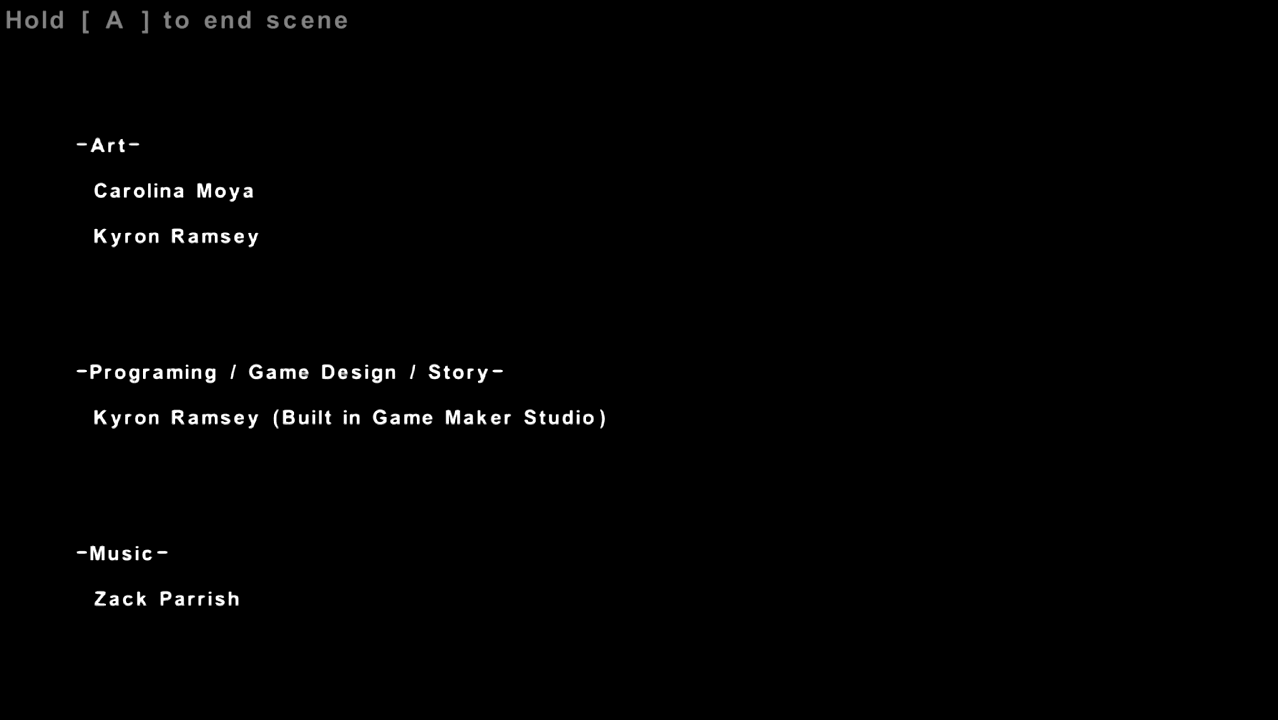 Hold [ A ] to end scene
-Art-
Carolina Moya
Kyron Ramsey
-Programing / Game Design / Story-
Kyron Ramsey (Built in Game Maker Studio)
-Music-
Zack Parrish